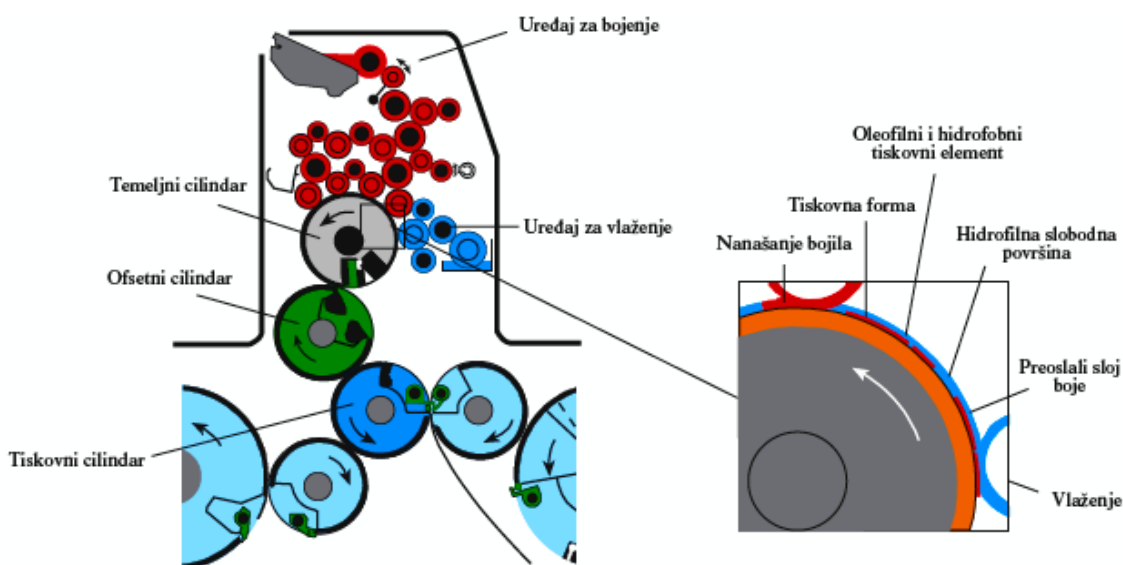 Uređaj za bojenje
Temeljni cilindar
Uređaj za vlaženje
Ofsetni cilindar
Tiskovni cilindar
Oleofilni i hidrofobni
tiskovni element
Tiskovna forma
Nanašanje bojila
Hidrofilna slobodna
površina
Preoslali sloj
boje
Vlaženje